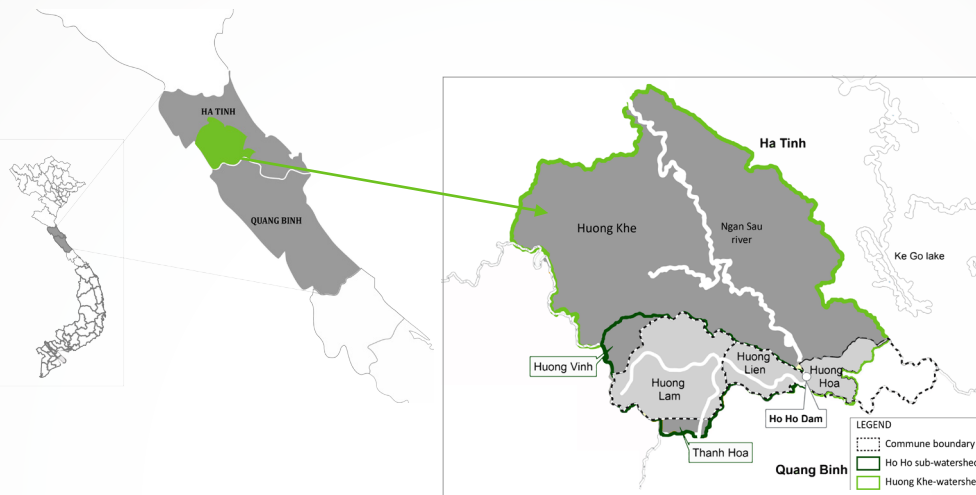 HA TINH
QUANG BINH
Ha Tinh
Huong Khe
Ngan Sau
river
Ke Go lake
Huong Vinh
Huong
Lien
Huong
Hoa
Huong
Lam
Ho Ho Dam
Thanh Hoa
Quang Binh
LEGEND
Commune boundary
Ho Ho sub-watershed
Huong Khe-watershe